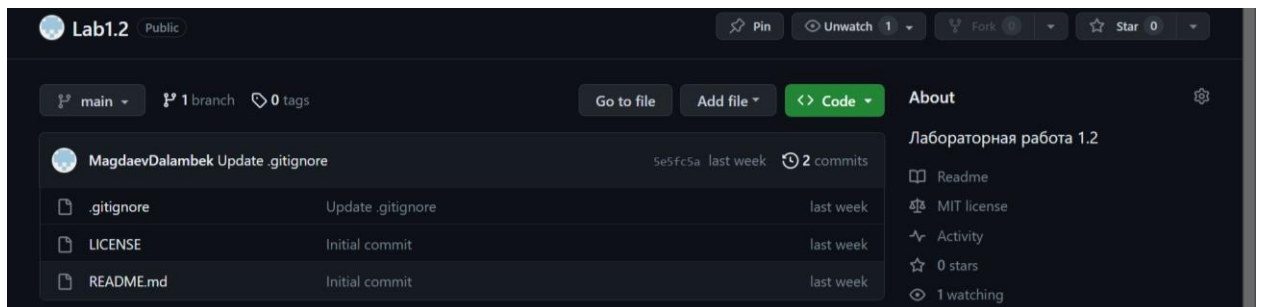 Lab1.2 Public Pin Unwatch 1 Fork 0 Star 0
main 1 branch 0 tags Go to file Add file Code
MagdaevDalambek Update .gitignore 5e5fc5a last week 2 commits
.gitignore Update .gitignore last week
LICENSE Initial commit last week
README.md Initial commit last week
About
Лабораторная работа 1.2
Readme
MIT license
Activity
0 stars
1 watching